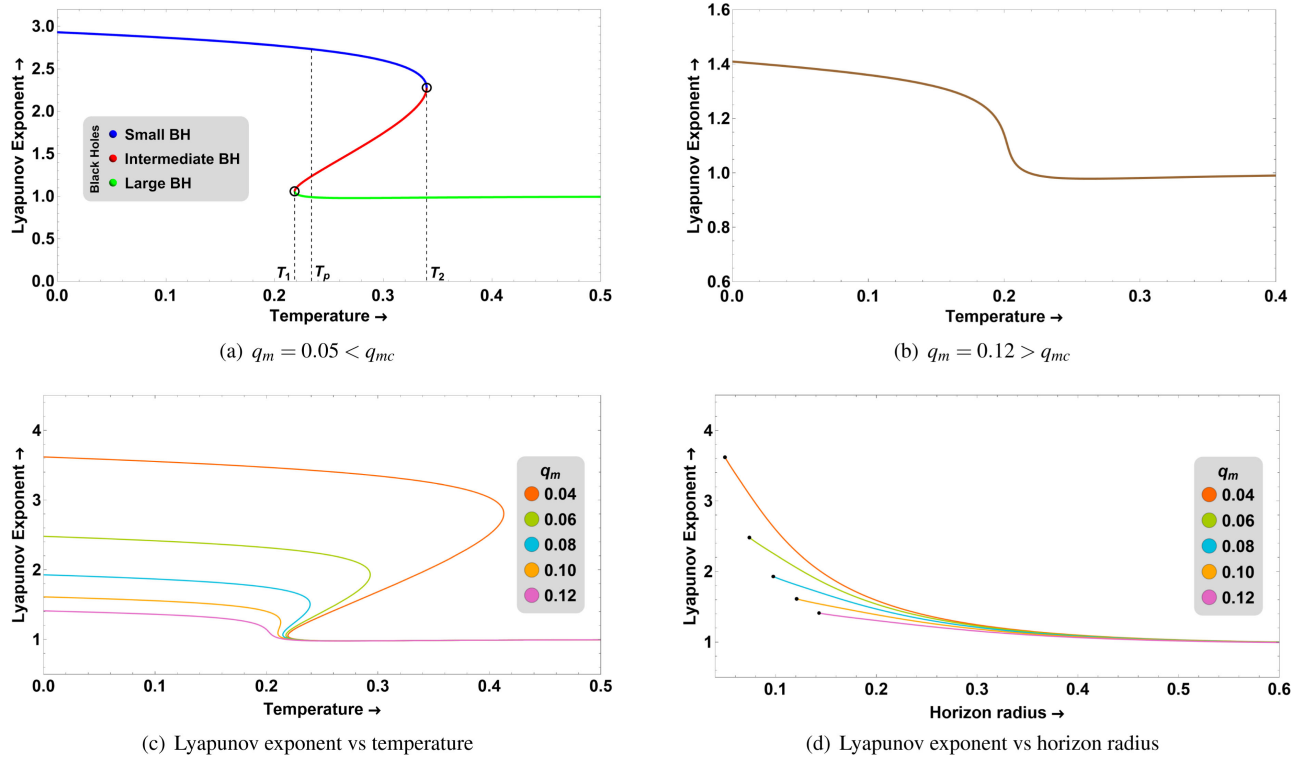 Lyapunov Exponent →
3.0
2.5
2.0
1.5
1.0
0.5
0.0
Black Holes
Small BH
Intermediate BH
Large BH
T1
Tp
T2
0.0 0.1 0.2 0.3 0.4 0.5
Temperature →
(a) qm = 0.05 < qmc
Lyapunov Exponent →
1.6
1.4
1.2
1.0
0.8
0.6
0.0 0.1 0.2 0.3 0.4
Temperature →
(b) qm = 0.12 > qmc
Lyapunov Exponent →
4
3
2
1
qm
0.04
0.06
0.08
0.10
0.12
0.0 0.1 0.2 0.3 0.4 0.5
Temperature →
(c) Lyapunov exponent vs temperature
Lyapunov Exponent →
4
3
2
1
qm
0.04
0.06
0.08
0.10
0.12
0.1 0.2 0.3 0.4 0.5 0.6
Horizon radius →
(d) Lyapunov exponent vs horizon radius